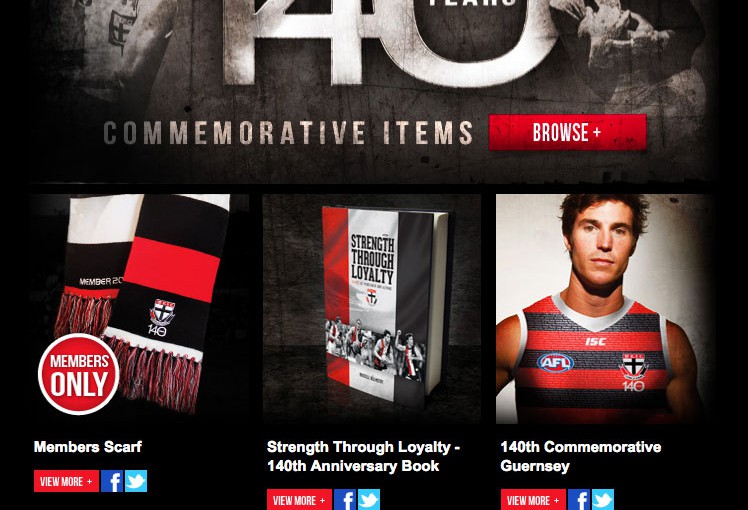 YEARS
140
COMMEMORATIVE ITEMS
BROWSE +
MEMBER 20
140
MEMBERS
ONLY
STRENGTH
THROUGH
LOYALTY
ISC
AFL
140
Members Scarf
Strength Through Loyalty -
140th Anniversary Book
140th Commemorative
Guernsey
VIEW MORE +
VIEW MORE +
VIEW MORE +